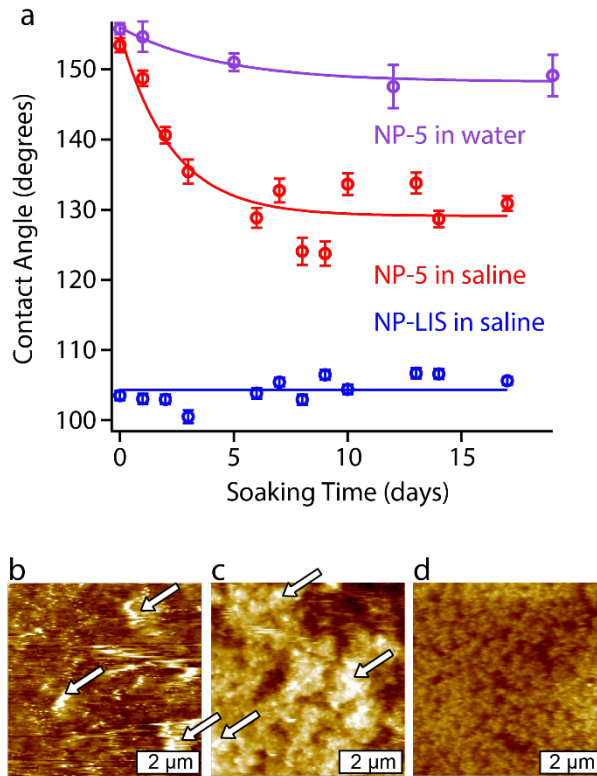 a
Contact Angle (degrees)
150
140
130
120
110
100
NP-5 in water
NP-5 in saline
NP-LIS in saline
0
5
10
15
Soaking Time (days)
b
c
d
2 μm
2 μm
2 μm